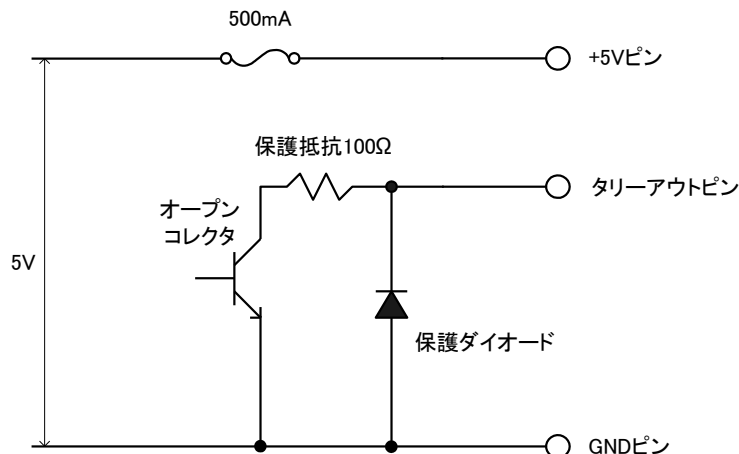 500mA
+5Vピン
保護抵抗100Ω
タリーアウトピン
オープン
コレクタ
5V
保護ダイオード
GNDピン